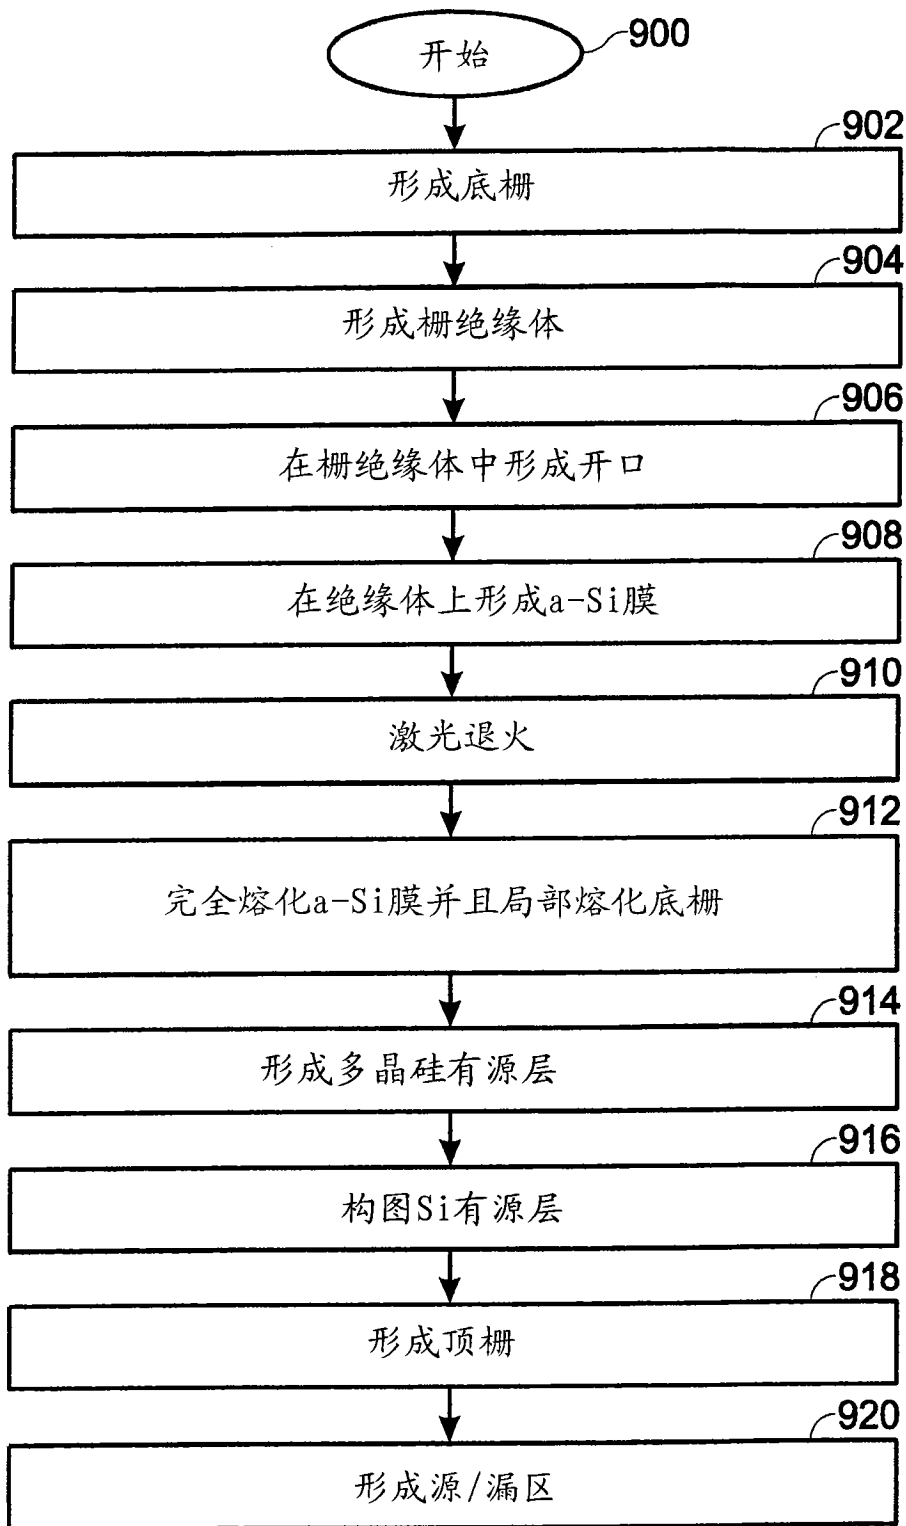 开始
900
902
形成底栅
904
形成栅绝缘体
906
在栅绝缘体中形成开口
908
在绝缘体上形成a-Si膜
910
激光退火
912
完全熔化a-Si膜并且局部熔化底栅
914
形成多晶硅有源层
916
构图Si有源层
918
形成顶栅
920
形成源/漏区